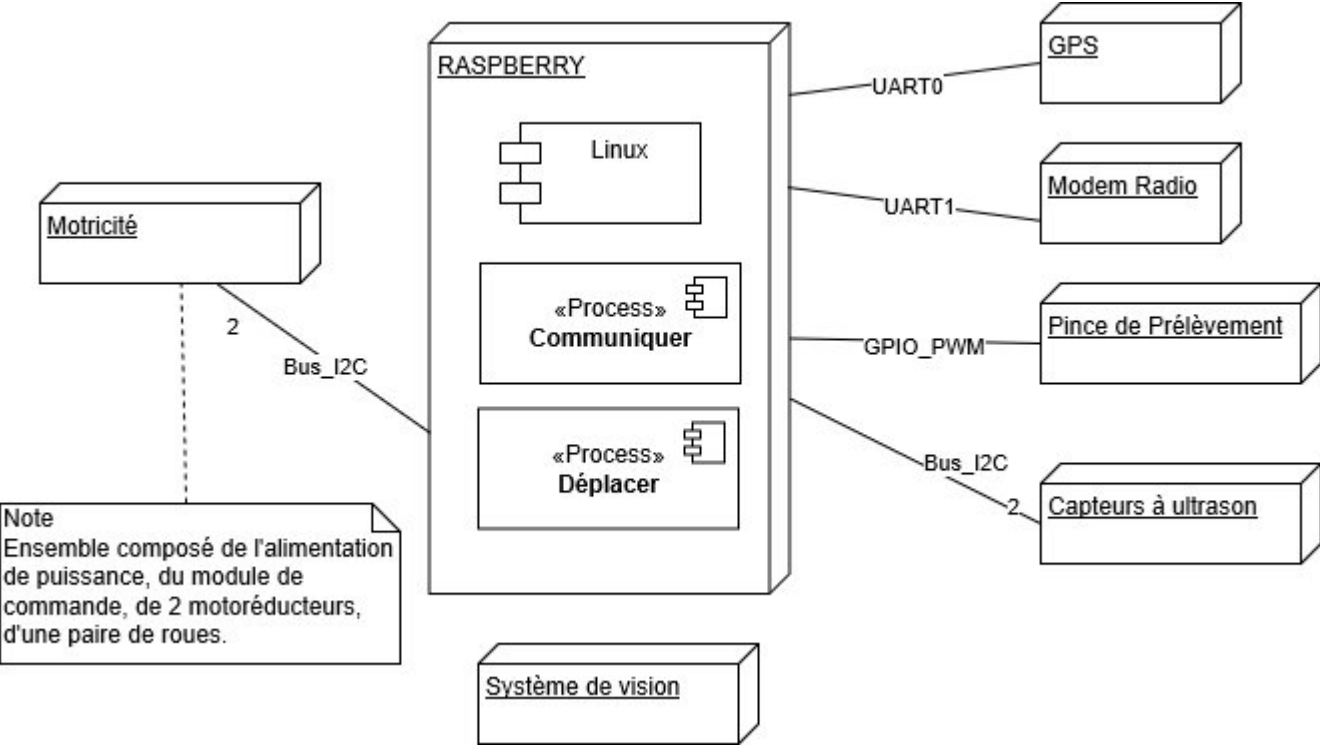 GPS
RASPBERRY
UART0
Linux
Modem Radio
UART1
Motricité
«Process»
Communiquer
Pince de Prélèvement
GPIO_PWM
2
Bus_I2C
«Process»
Déplacer
Bus_I2C
2
Capteurs à ultrason
Note
Ensemble composé de l'alimentation
de puissance, du module de
commande, de 2 motoréducteurs,
d'une paire de roues.
Système de vision